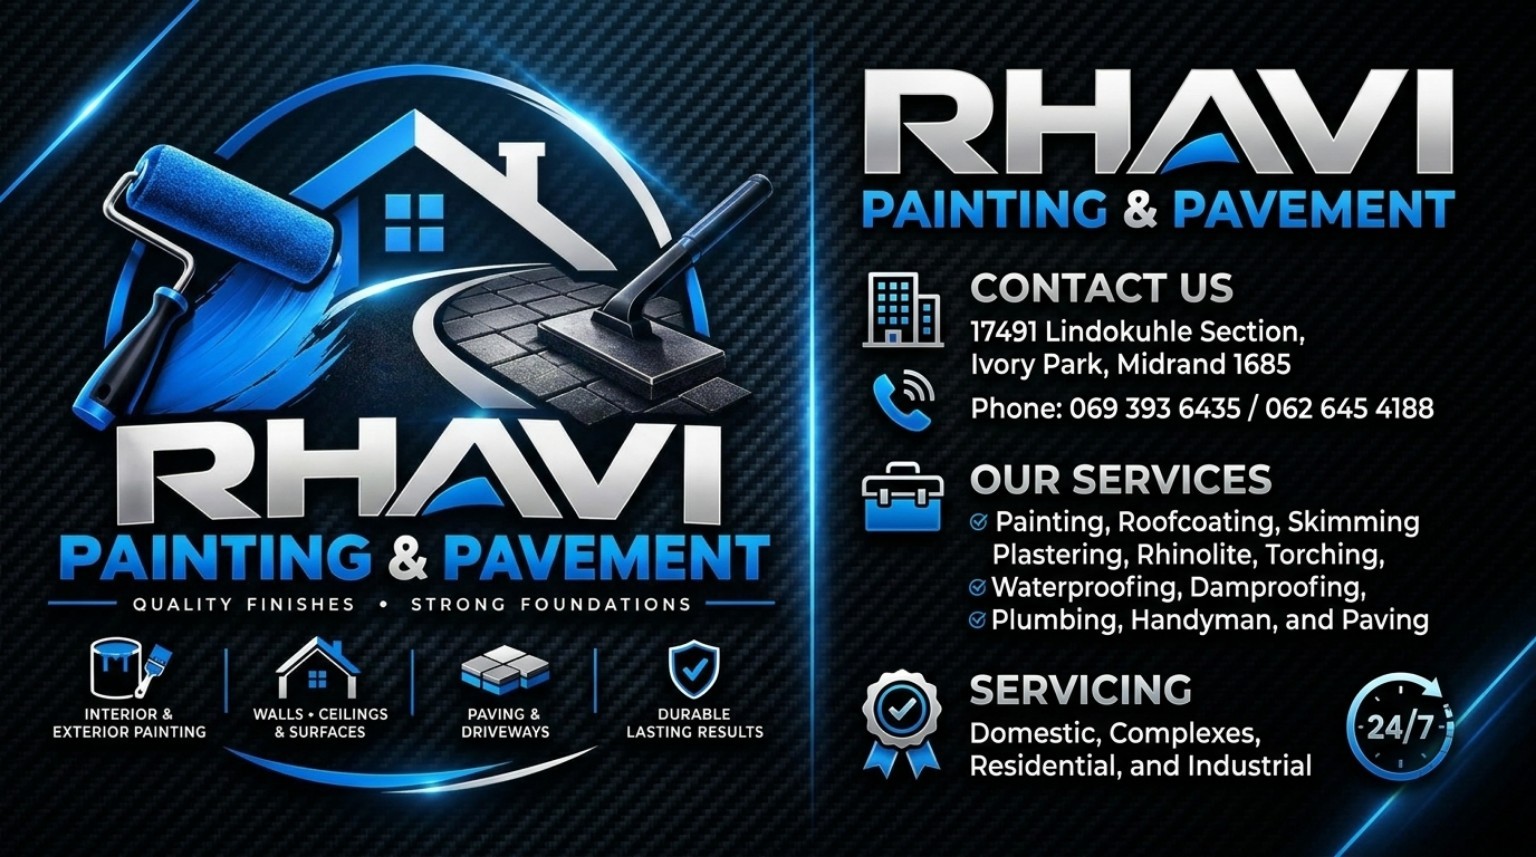 RHAVI
PAINTING & PAVEMENT
QUALITY FINISHES • STRONG FOUNDATIONS
INTERIOR &
EXTERIOR PAINTING
WALLS • CEILINGS
& SURFACES
PAVING &
DRIVEWAYS
DURABLE
LASTING RESULTS
RHAVI
PAINTING & PAVEMENT
CONTACT US
17491 Lindokuhle Section,
Ivory Park, Midrand 1685
Phone: 069 393 6435 / 062 645 4188
OUR SERVICES
Painting, Roofcoating, Skimming
Plastering, Rhinolite, Torching,
Waterproofing, Damproofing,
Plumbing, Handyman, and Paving
SERVICING
Domestic, Complexes,
Residential, and Industrial
24/7